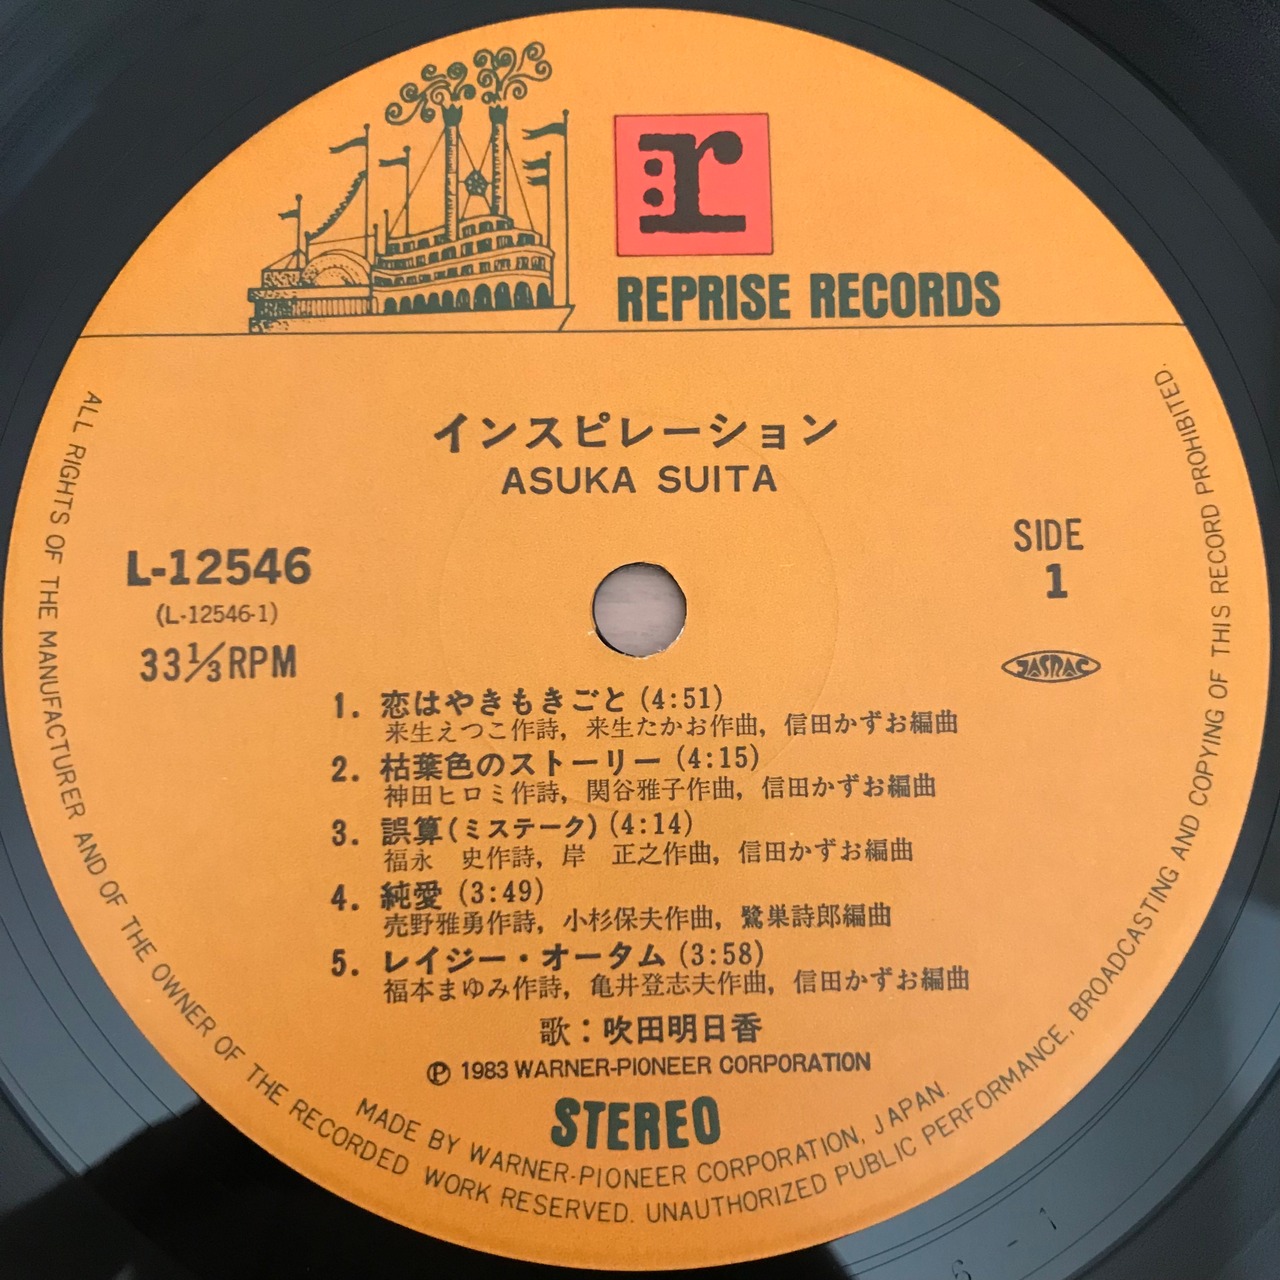 r
REPRISE RECORDS
インスピレーション
ASUKA SUITA
L-12546
(L-12546-1)
33⅓RPM
SIDE
1
JASRAC
1. 恋はやきもきごと (4:51)
来生えつこ作詩, 来生たかお作曲, 信田かずお編曲
2. 枯葉色のストーリー (4:15)
神田ヒロミ作詩, 関谷雅子作曲, 信田かずお編曲
3. 誤算(ミステーク) (4:14)
福永 史作詩, 岸 正之作曲, 信田かずお編曲
4. 純愛 (3:49)
売野雅勇作詩, 小杉保夫作曲, 鷺巣詩郎編曲
5. レイジー・オータム (3:58)
福本まゆみ作詩, 亀井登志夫作曲, 信田かずお編曲
歌：吹田明日香
Ⓟ 1983 WARNER-PIONEER CORPORATION
STEREO
MADE BY WARNER-PIONEER CORPORATION, JAPAN.
ALL RIGHTS OF THE MANUFACTURER AND OF THE OWNER OF THE RECORDED WORK RESERVED. UNAUTHORIZED PUBLIC PERFORMANCE, BROADCASTING AND COPYING OF THIS RECORD PROHIBITED.